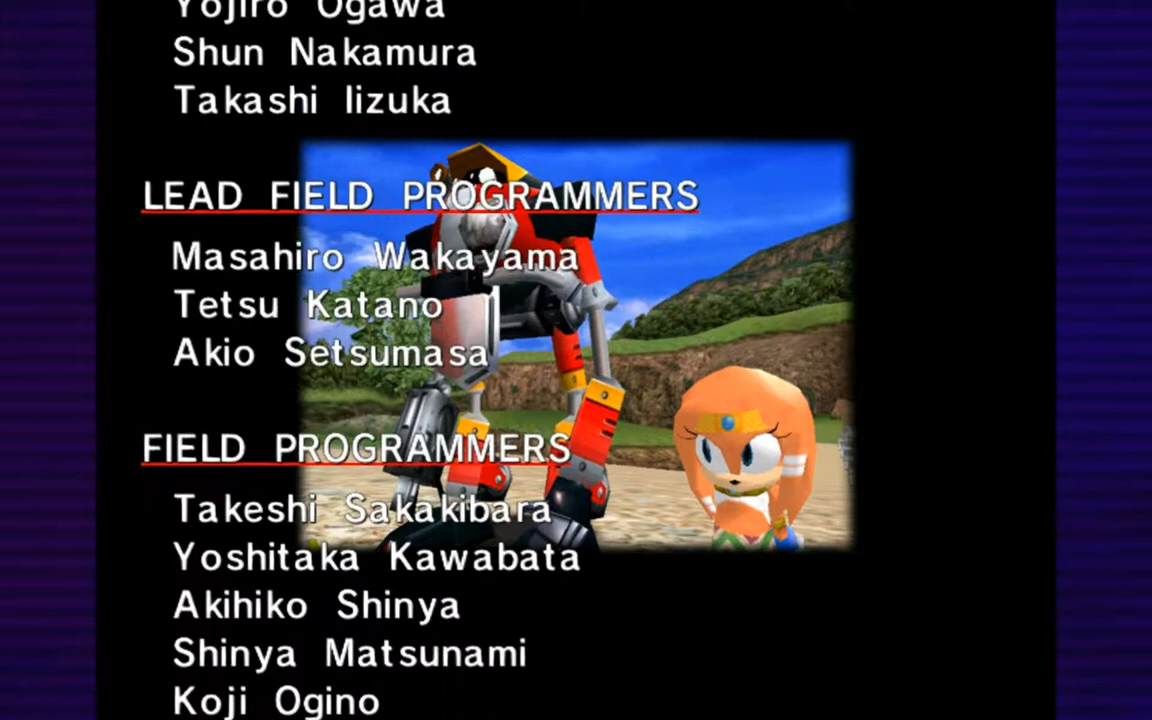 Yojiro Ogawa
Shun Nakamura
Takashi Iizuka
LEAD FIELD PROGRAMMERS
Masahiro Wakayama
Tetsu Katano
Akio Setsumasa
FIELD PROGRAMMERS
Takeshi Sakakibara
Yoshitaka Kawabata
Akihiko Shinya
Shinya Matsunami
Koji Ogino